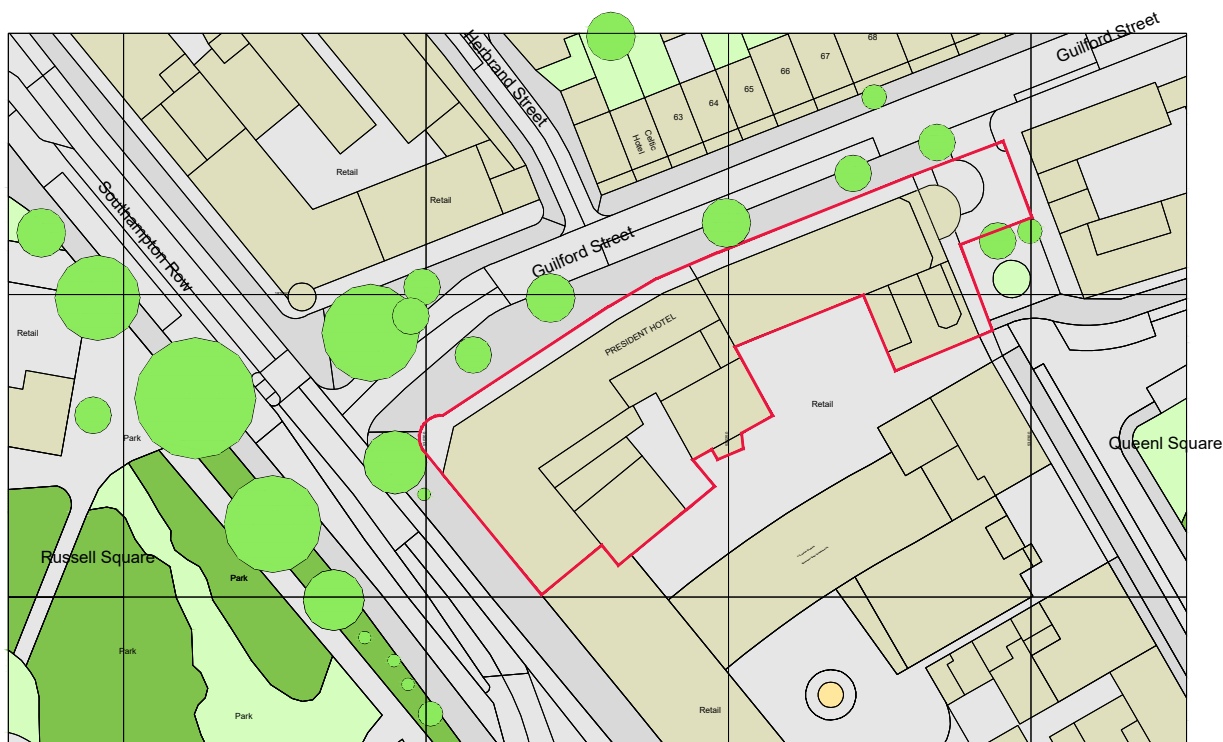 Guilford Street
68
67
66
65
64
63
Herbrand Street
Celtic
Hotel
Retail
Retail
Southampton Row
Guilford Street
PRESIDENT HOTEL
Retail
Retail
Park
Queenl Square
Russell Square
Park
Park
Park
Retail